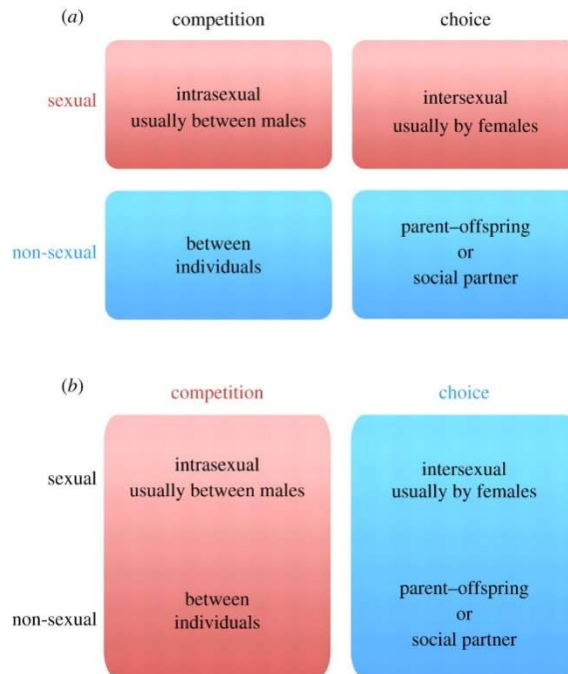 (a)
competition choice
sexual
intrasexual
usually between males
intersexual
usually by females
non-sexual
between
individuals
parent–offspring
or
social partner
(b)
competition choice
sexual
intrasexual
usually between males
intersexual
usually by females
non-sexual
between
individuals
parent–offspring
or
social partner